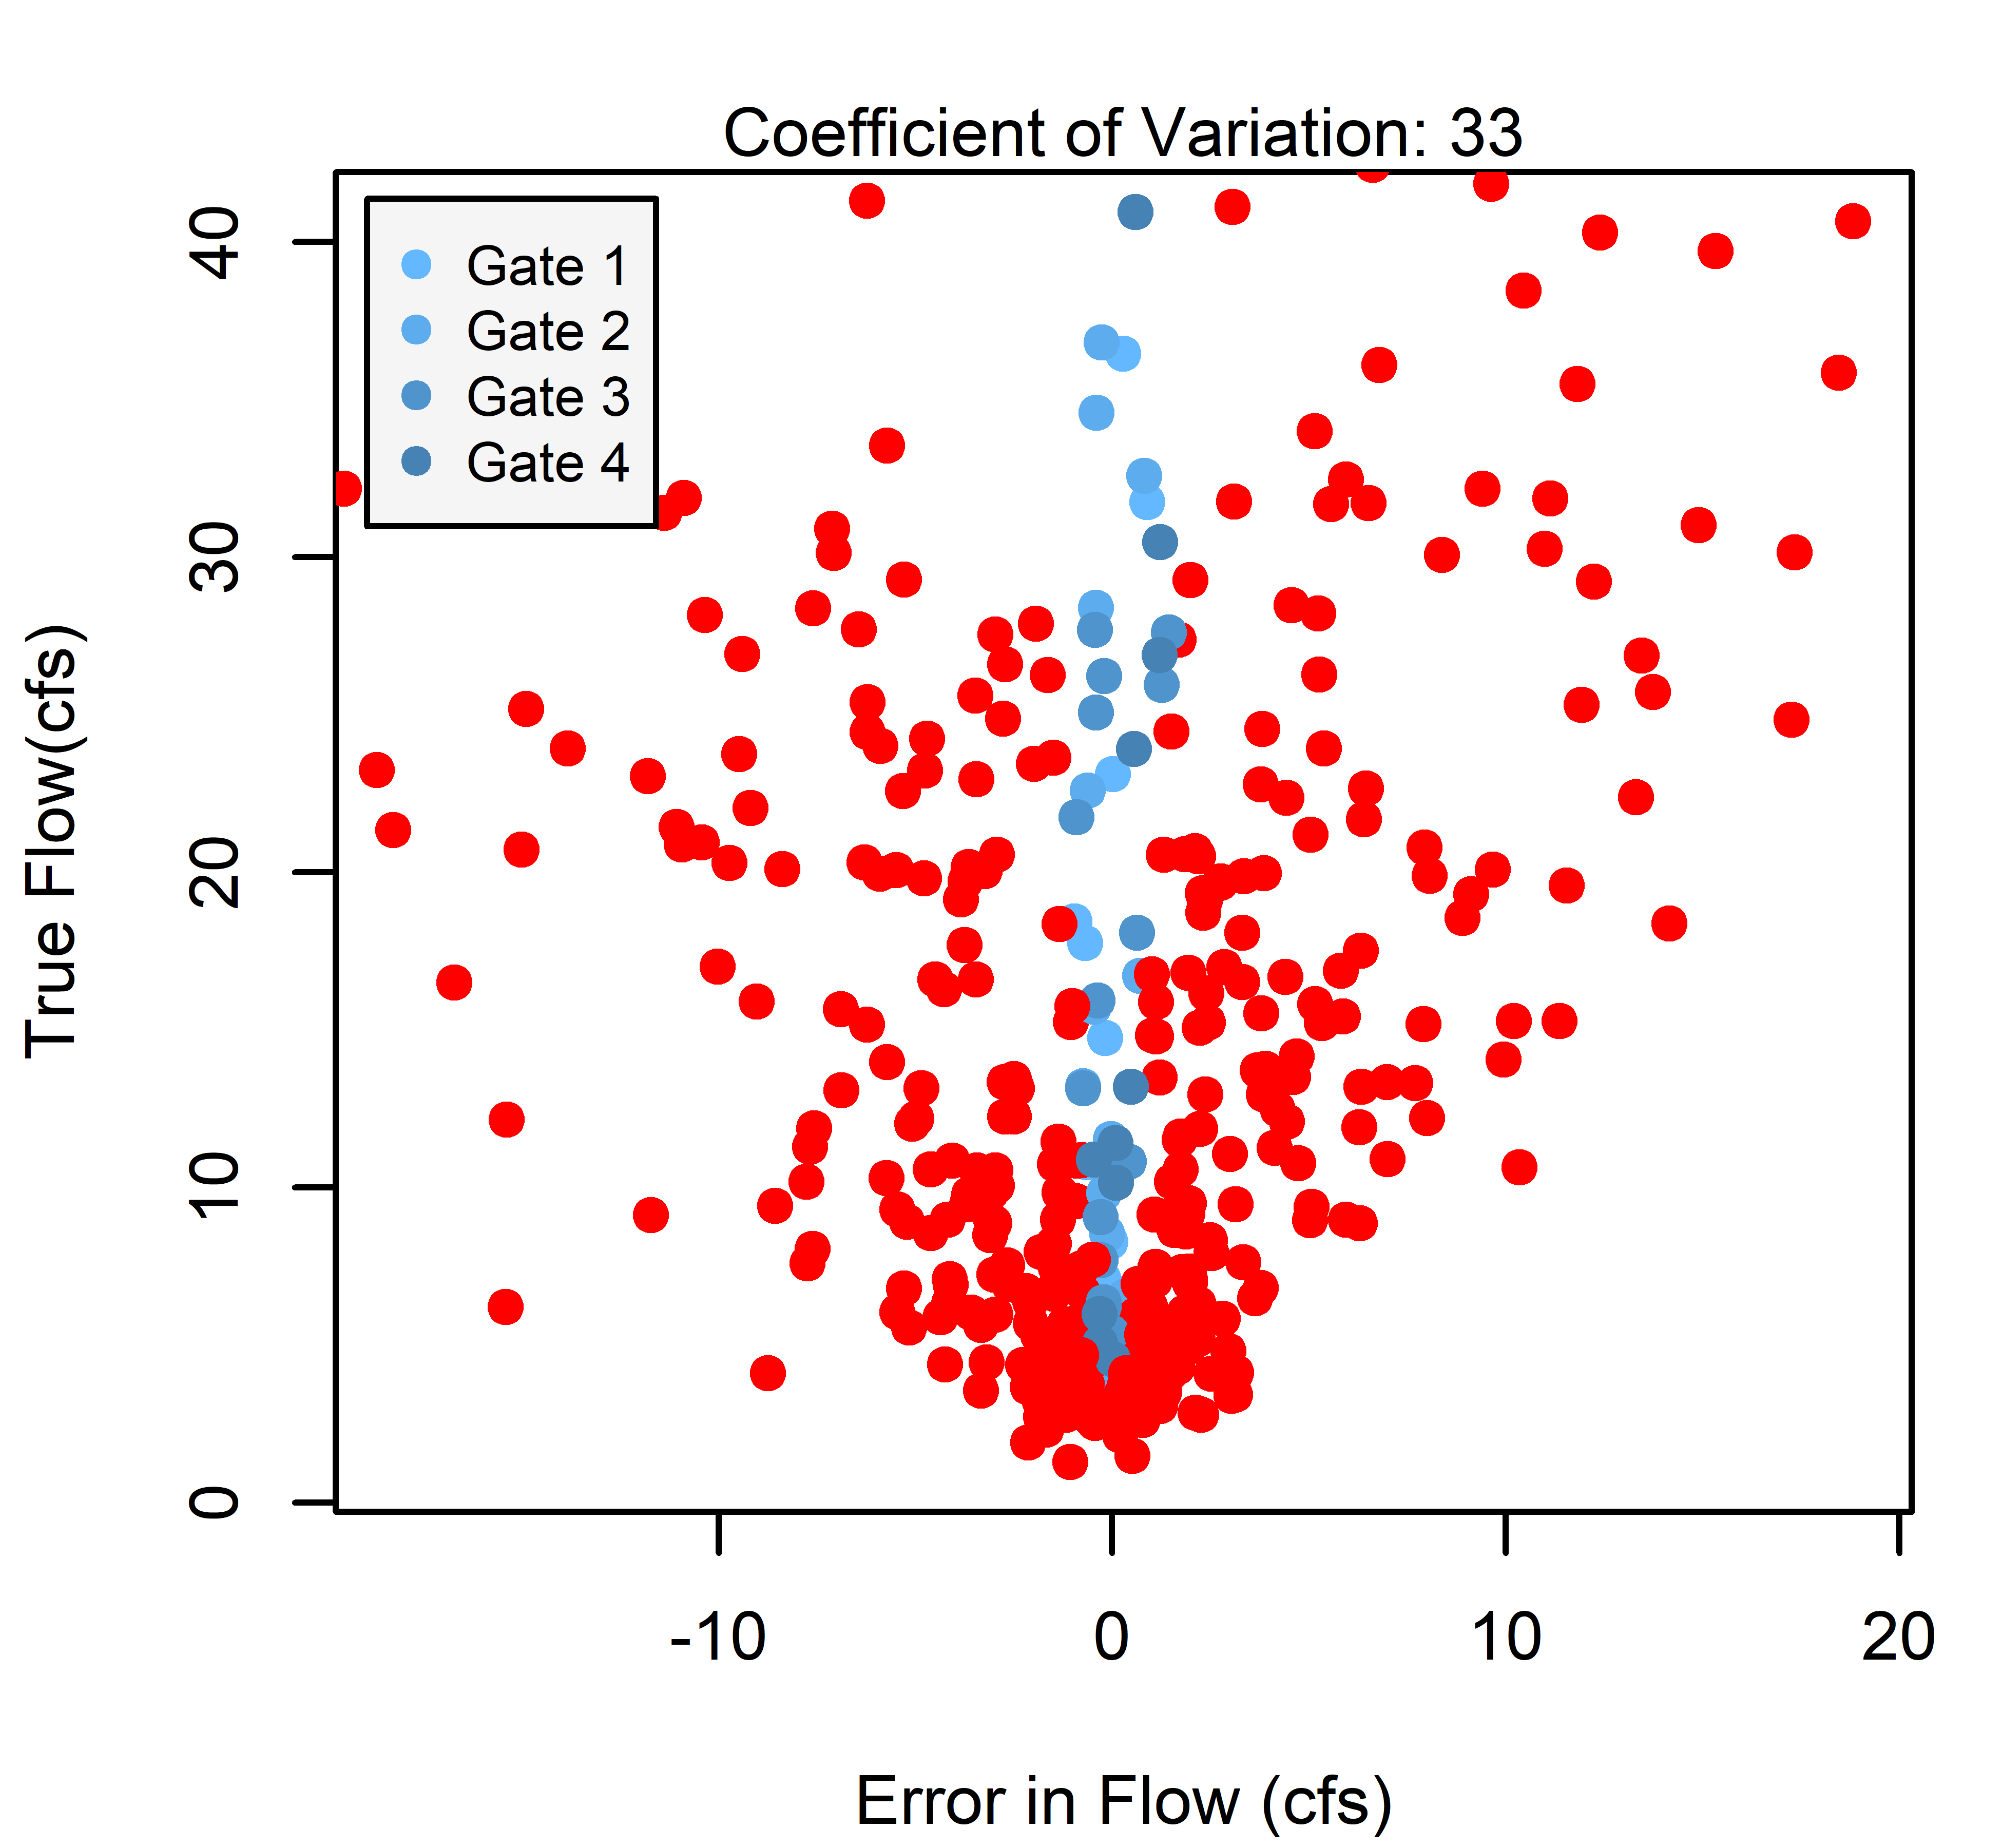 Coefficient of Variation: 33
Gate 1
Gate 2
Gate 3
Gate 4
True Flow(cfs)
40
30
20
10
0
-10 0 10 20
Error in Flow (cfs)